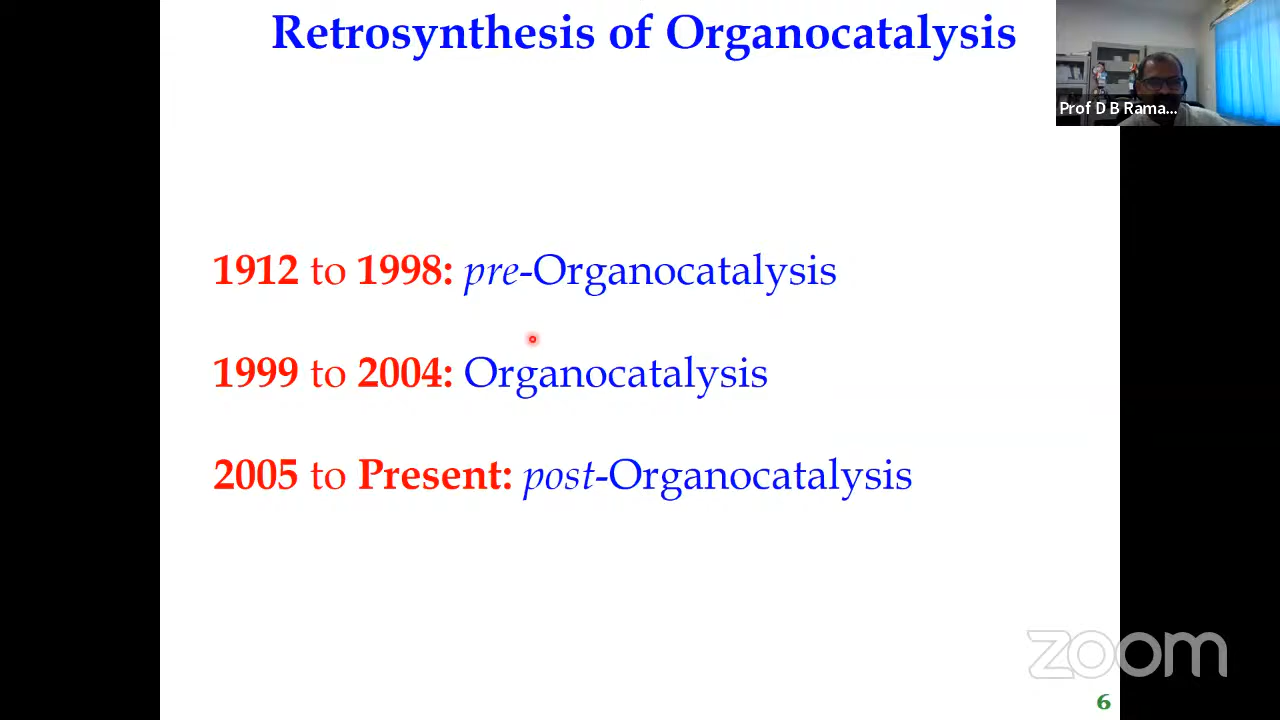 Retrosynthesis of Organocatalysis
Prof D B Rama...
1912 to 1998: pre-Organocatalysis
1999 to 2004: Organocatalysis
2005 to Present: post-Organocatalysis
zoom
6